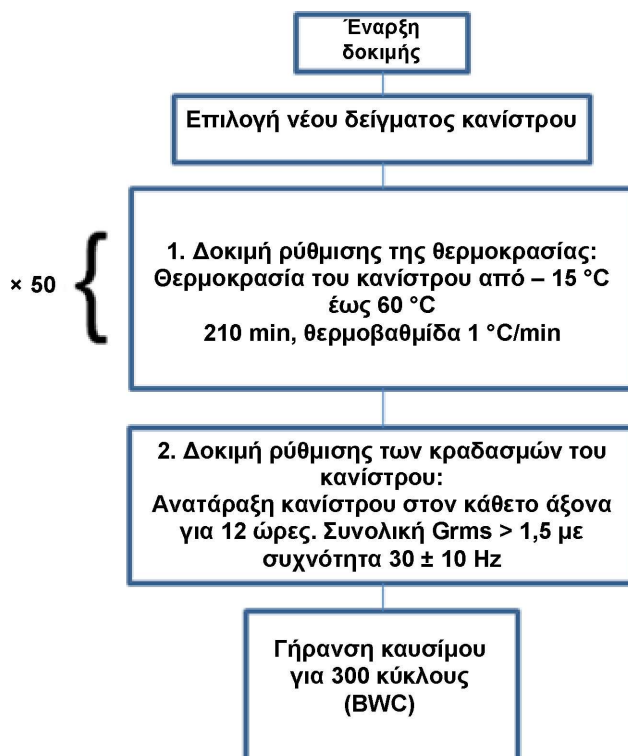 Έναρξη
δοκιμής
Επιλογή νέου δείγματος κανίστρου
× 50
1. Δοκιμή ρύθμισης της θερμοκρασίας:
Θερμοκρασία του κανίστρου από – 15 °C
έως 60 °C
210 min, θερμοβαθμίδα 1 °C/min
2. Δοκιμή ρύθμισης των κραδασμών του
κανίστρου:
Ανατάραξη κανίστρου στον κάθετο άξονα
για 12 ώρες. Συνολική Grms > 1,5 με
συχνότητα 30 ± 10 Hz
Γήρανση καυσίμου
για 300 κύκλους
(BWC)